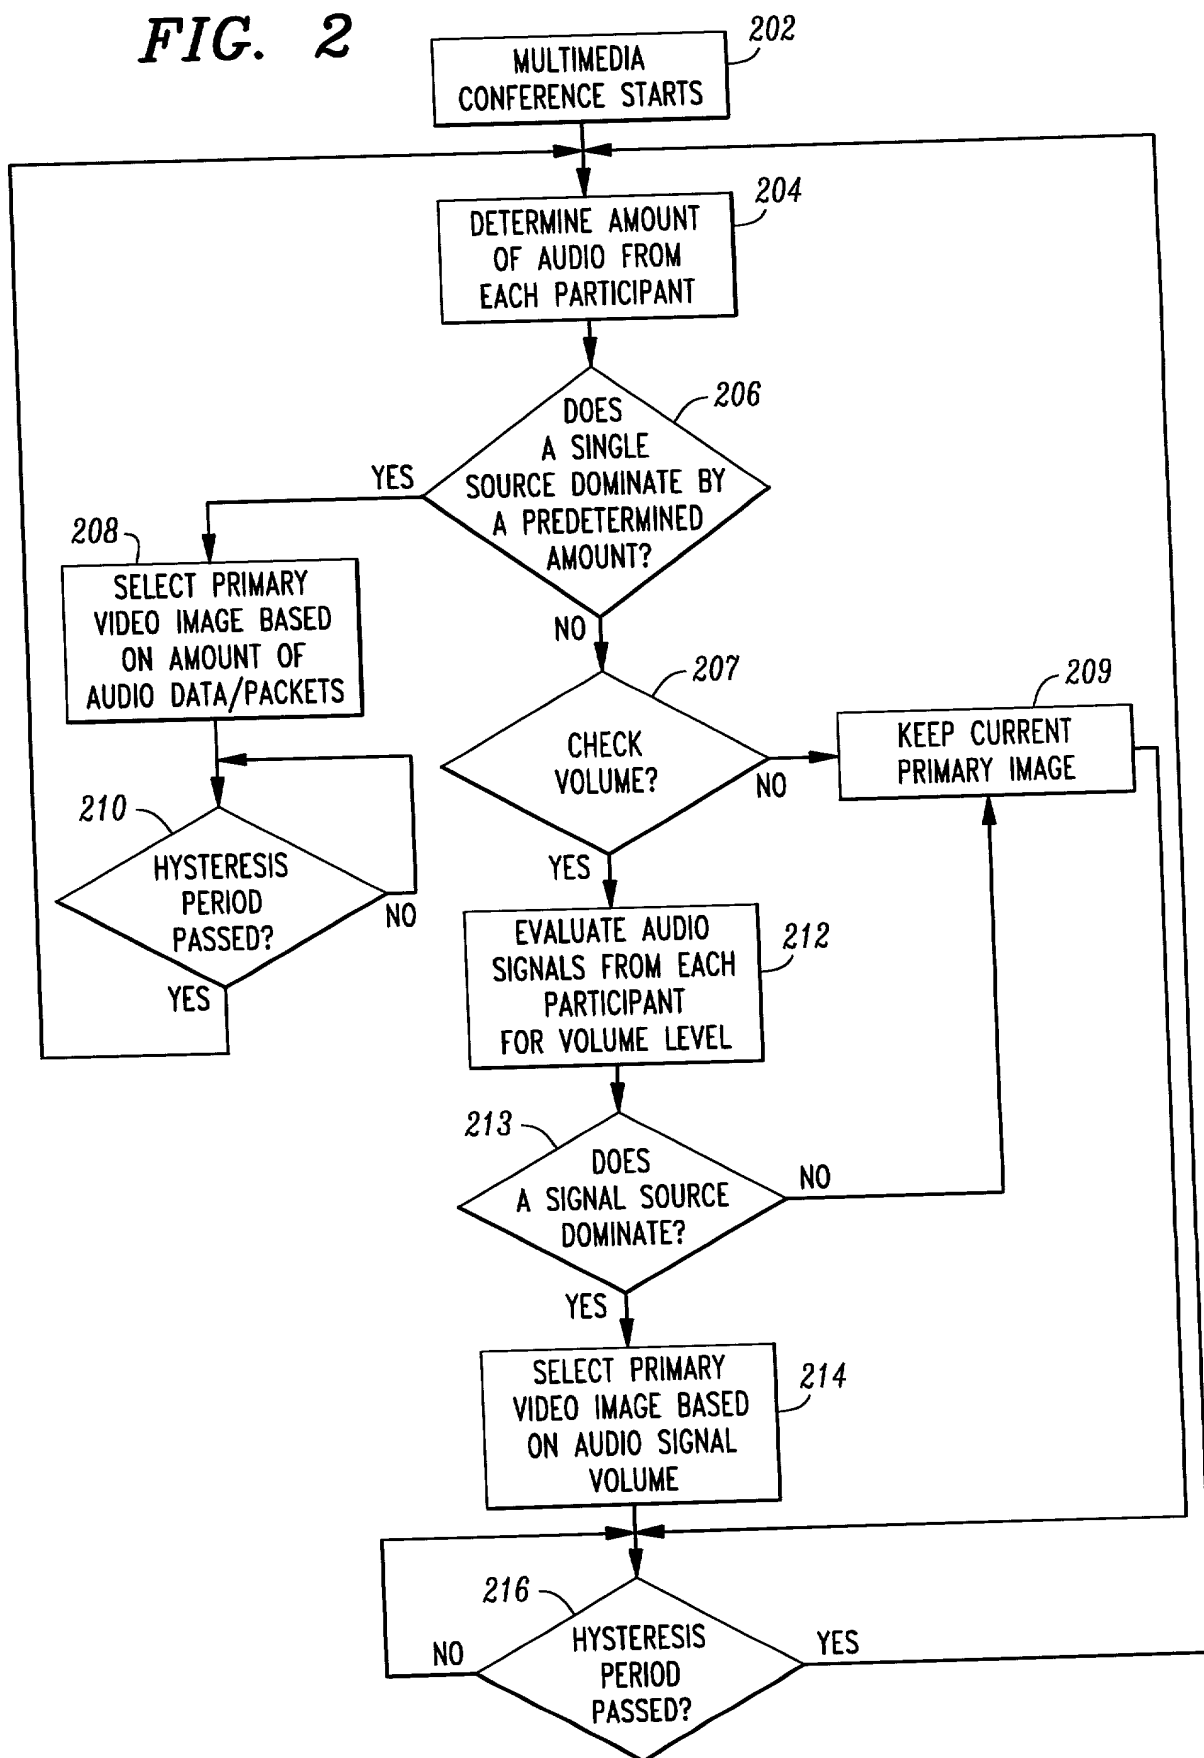 FIG. 2
MULTIMEDIA
CONFERENCE STARTS
202
DETERMINE AMOUNT
OF AUDIO FROM
EACH PARTICIPANT
204
DOES
A SINGLE
SOURCE DOMINATE BY
A PREDETERMINED
AMOUNT?
206
YES
NO
208
SELECT PRIMARY
VIDEO IMAGE BASED
ON AMOUNT OF
AUDIO DATA/PACKETS
210
HYSTERESIS
PERIOD
PASSED?
NO
YES
207
CHECK
VOLUME?
NO
YES
209
KEEP CURRENT
PRIMARY IMAGE
EVALUATE AUDIO
SIGNALS FROM EACH
PARTICIPANT
FOR VOLUME LEVEL
212
213
DOES
A SIGNAL SOURCE
DOMINATE?
NO
YES
SELECT PRIMARY
VIDEO IMAGE BASED
ON AUDIO SIGNAL
VOLUME
214
216
HYSTERESIS
PERIOD
PASSED?
NO
YES